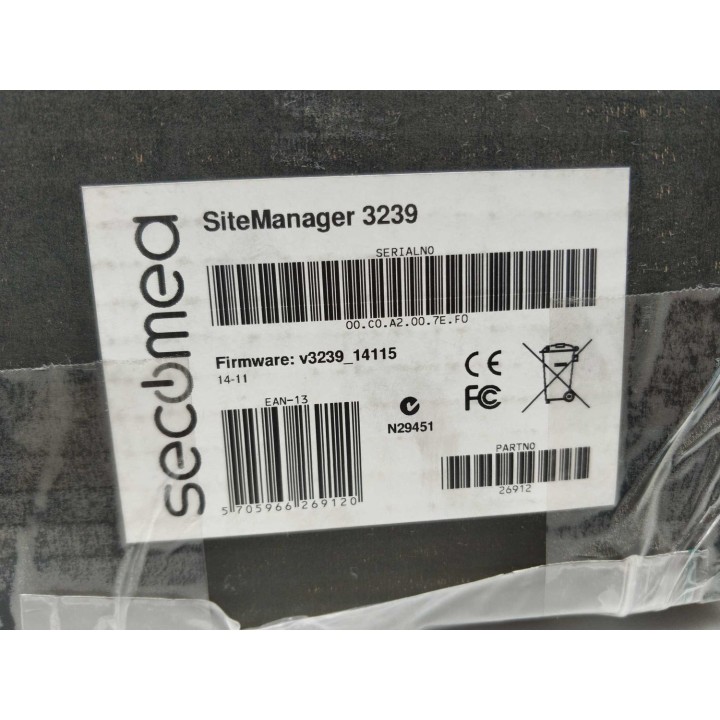 secomea
SiteManager 3239
SERIALNO
00.C0.A2.00.7E.F0
Firmware: v3239_14115
14-11
CE
FC
EAN-13
5 705966 269120
N29451
PARTNO
26912